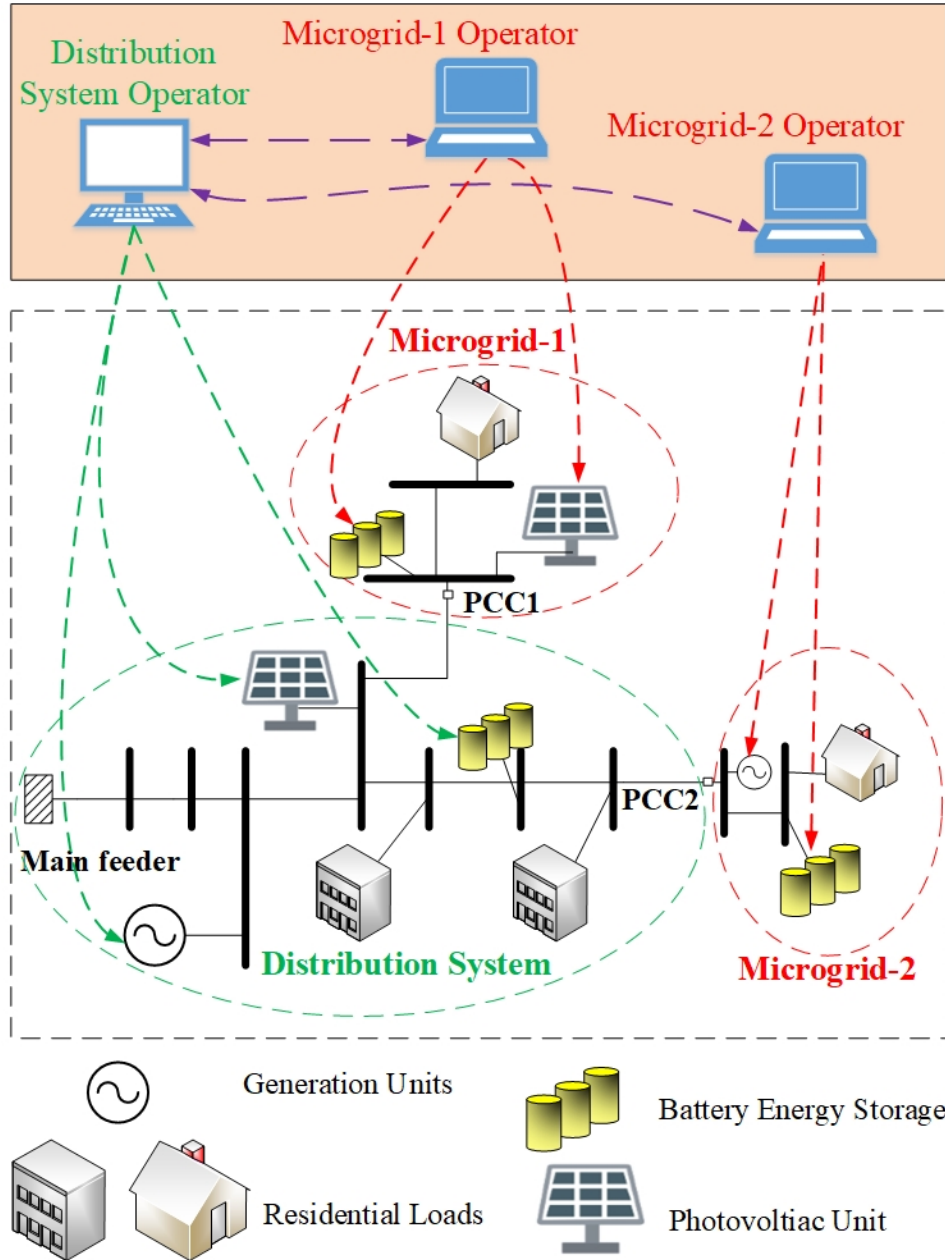 Microgrid-1 Operator
Distribution
System Operator
Microgrid-2 Operator
Microgrid-1
PCC1
PCC2
Main feeder
Distribution System
Microgrid-2
Generation Units
Battery Energy Storage
Residential Loads
Photovoltiac Unit